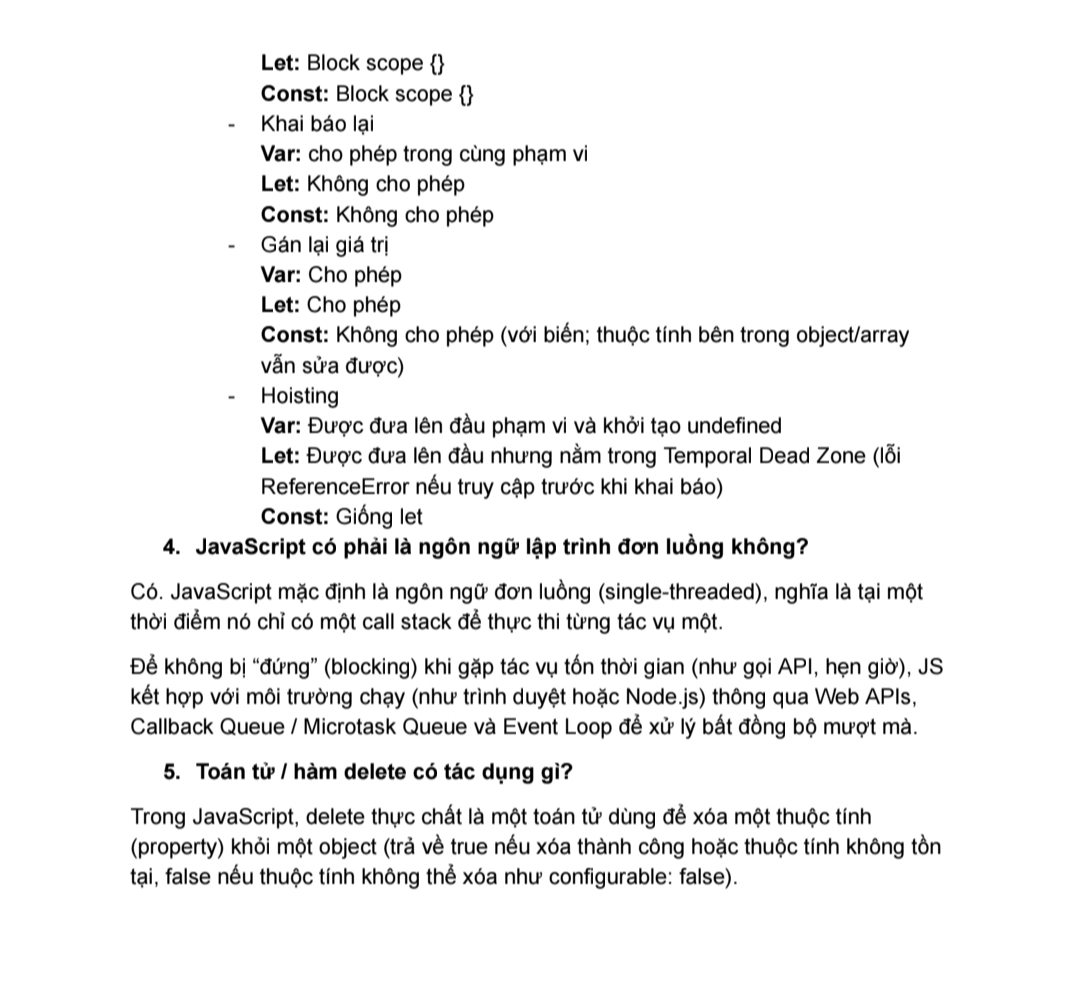 Let: Block scope {}
Const: Block scope {}
- Khai báo lại
Var: cho phép trong cùng phạm vi
Let: Không cho phép
Const: Không cho phép
- Gán lại giá trị
Var: Cho phép
Let: Cho phép
Const: Không cho phép (với biến; thuộc tính bên trong object/array
vẫn sửa được)
- Hoisting
Var: Được đưa lên đầu phạm vi và khởi tạo undefined
Let: Được đưa lên đầu nhưng nằm trong Temporal Dead Zone (lỗi
ReferenceError nếu truy cập trước khi khai báo)
Const: Giống let
4. JavaScript có phải là ngôn ngữ lập trình đơn luồng không?
Có. JavaScript mặc định là ngôn ngữ đơn luồng (single-threaded), nghĩa là tại một
thời điểm nó chỉ có một call stack để thực thi từng tác vụ một.
Để không bị “đứng” (blocking) khi gặp tác vụ tốn thời gian (như gọi API, hẹn giờ), JS
kết hợp với môi trường chạy (như trình duyệt hoặc Node.js) thông qua Web APIs,
Callback Queue / Microtask Queue và Event Loop để xử lý bất đồng bộ mượt mà.
5. Toán tử / hàm delete có tác dụng gì?
Trong JavaScript, delete thực chất là một toán tử dùng để xóa một thuộc tính
(property) khỏi một object (trả về true nếu xóa thành công hoặc thuộc tính không tồn
tại, false nếu thuộc tính không thể xóa như configurable: false).